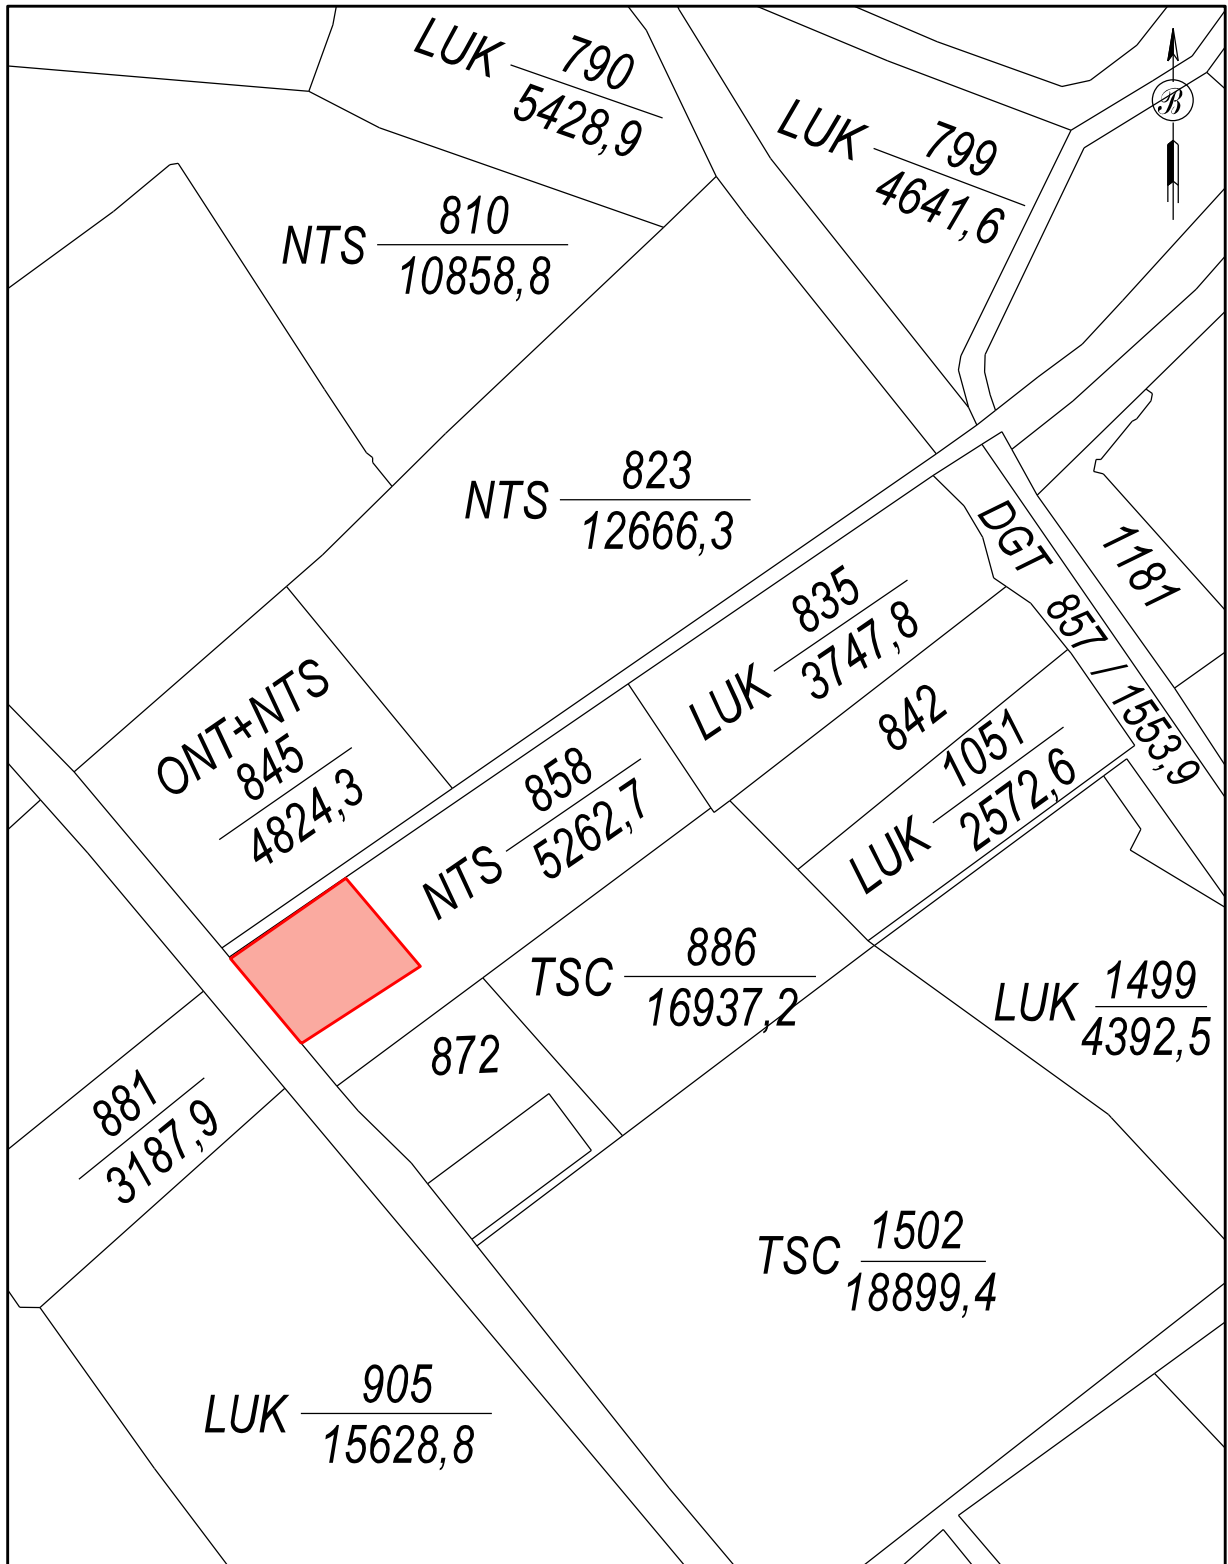 LUK 790
5428,9
B
LUK 799
4641,6
NTS 810
10858,8
NTS 823
12666,3
DGT 857 / 1553,9
1181
LUK 835
3747,8
ONT+NTS
845
4824,3
842
NTS 858
5262,7
LUK 1051
2572,6
TSC 886
16937,2
LUK 1499
4392,5
872
881
3187,9
TSC 1502
18899,4
LUK 905
15628,8